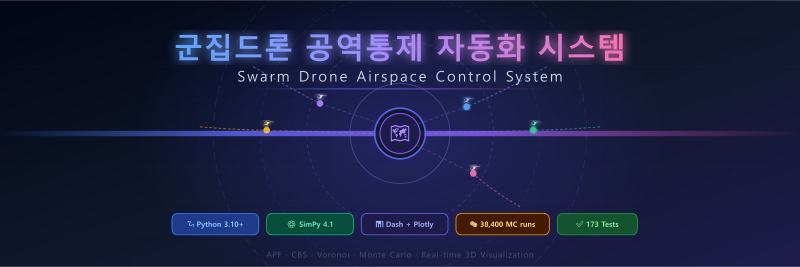 군집드론 공역통제 자동화 시스템
Swarm Drone Airspace Control System
Python 3.10+
SimPy 4.1
Dash + Plotly
38,400 MC runs
173 Tests
APF · CBS · Voronoi · Monte Carlo · Real-time 3D Visualization